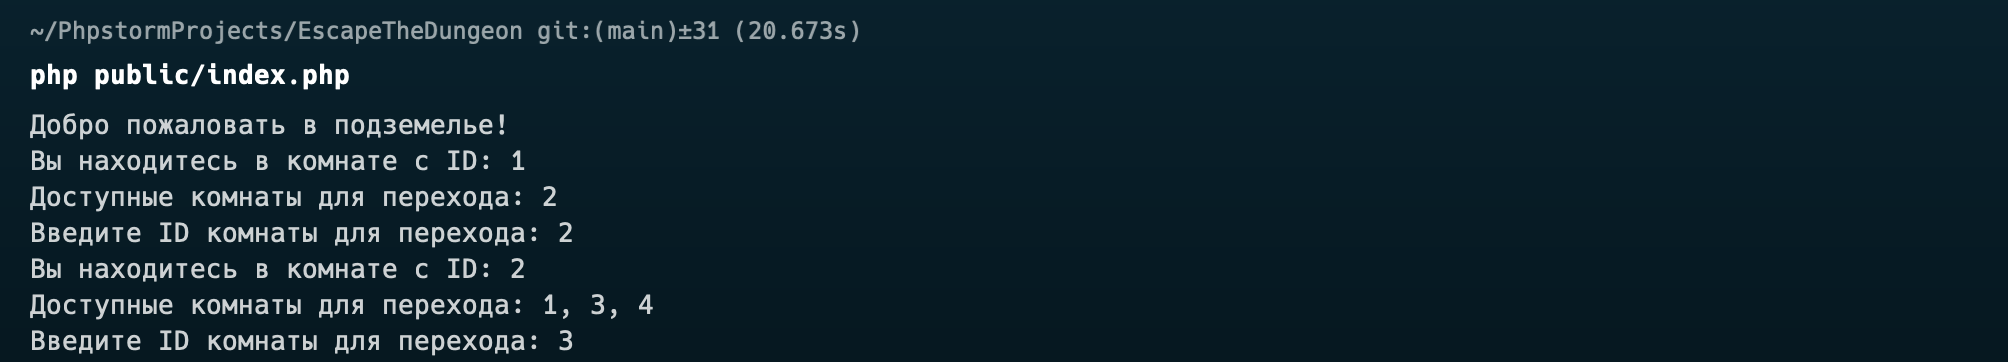 ~/PhpstormProjects/EscapeTheDungeon git:(main)±31 (20.673s)
php public/index.php
Добро пожаловать в подземелье!
Вы находитесь в комнате с ID: 1
Доступные комнаты для перехода: 2
Введите ID комнаты для перехода: 2
Вы находитесь в комнате с ID: 2
Доступные комнаты для перехода: 1, 3, 4
Введите ID комнаты для перехода: 3